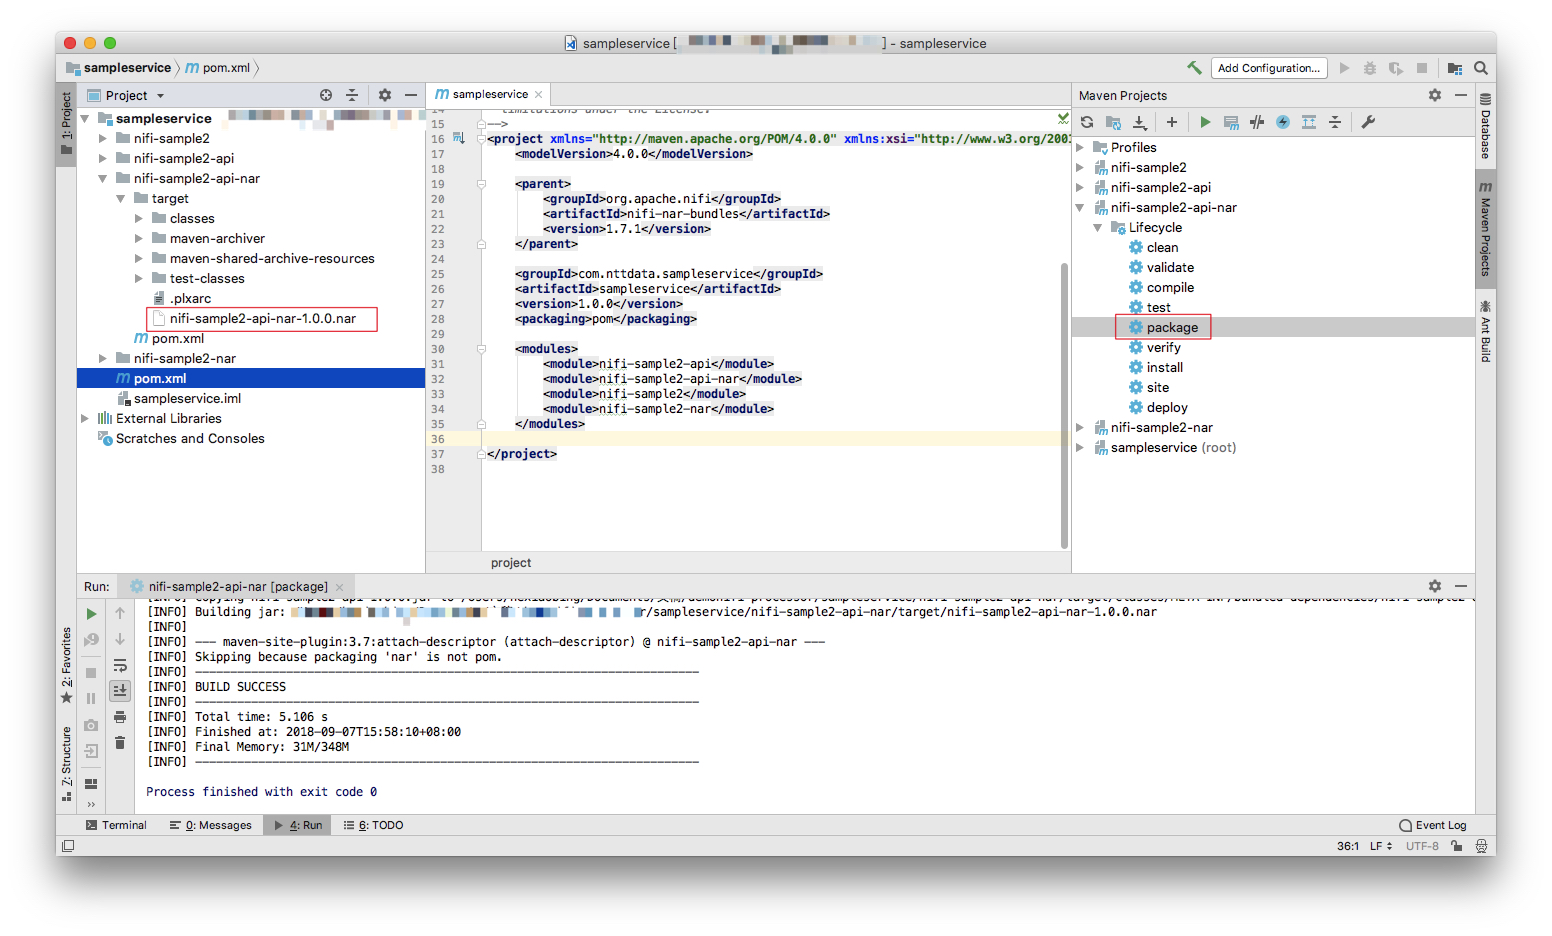 sampleservice [ ] - sampleservice
sampleservice pom.xml
Add Configuration...
1: Project
Project
sampleservice
nifi-sample2
nifi-sample2-api
nifi-sample2-api-nar
target
classes
maven-archiver
maven-shared-archive-resources
test-classes
.plxarc
nifi-sample2-api-nar-1.0.0.nar
pom.xml
nifi-sample2-nar
pom.xml
sampleservice.iml
External Libraries
Scratches and Consoles
sampleservice
14 limitations under the License.
15 -->
16 <project xmlns="http://maven.apache.org/POM/4.0.0" xmlns:xsi="http://www.w3.org/2001
17 <modelVersion>4.0.0</modelVersion>
18
19 <parent>
20 <groupId>org.apache.nifi</groupId>
21 <artifactId>nifi-nar-bundles</artifactId>
22 <version>1.7.1</version>
23 </parent>
24
25 <groupId>com.nttdata.sampleservice</groupId>
26 <artifactId>sampleservice</artifactId>
27 <version>1.0.0</version>
28 <packaging>pom</packaging>
29
30 <modules>
31 <module>nifi-sample2-api</module>
32 <module>nifi-sample2-api-nar</module>
33 <module>nifi-sample2</module>
34 <module>nifi-sample2-nar</module>
35 </modules>
36
37 </project>
38
project
Maven Projects
Profiles
nifi-sample2
nifi-sample2-api
nifi-sample2-api-nar
Lifecycle
clean
validate
compile
test
package
verify
install
site
deploy
nifi-sample2-nar
sampleservice (root)
Database
Maven Projects
Ant Build
Run: nifi-sample2-api-nar [package]
[INFO] Building jar: r/sampleservice/nifi-sample2-api-nar/target/nifi-sample2-api-nar-1.0.0.nar
[INFO]
[INFO] --- maven-site-plugin:3.7:attach-descriptor (attach-descriptor) @ nifi-sample2-api-nar ---
[INFO] Skipping because packaging 'nar' is not pom.
[INFO] ------------------------------------------------------------------------
[INFO] BUILD SUCCESS
[INFO] ------------------------------------------------------------------------
[INFO] Total time: 5.106 s
[INFO] Finished at: 2018-09-07T15:58:10+08:00
[INFO] Final Memory: 31M/348M
[INFO] ------------------------------------------------------------------------
Process finished with exit code 0
2: Favorites
7: Structure
Terminal 0: Messages 4: Run 6: TODO Event Log
36:1 LF UTF-8